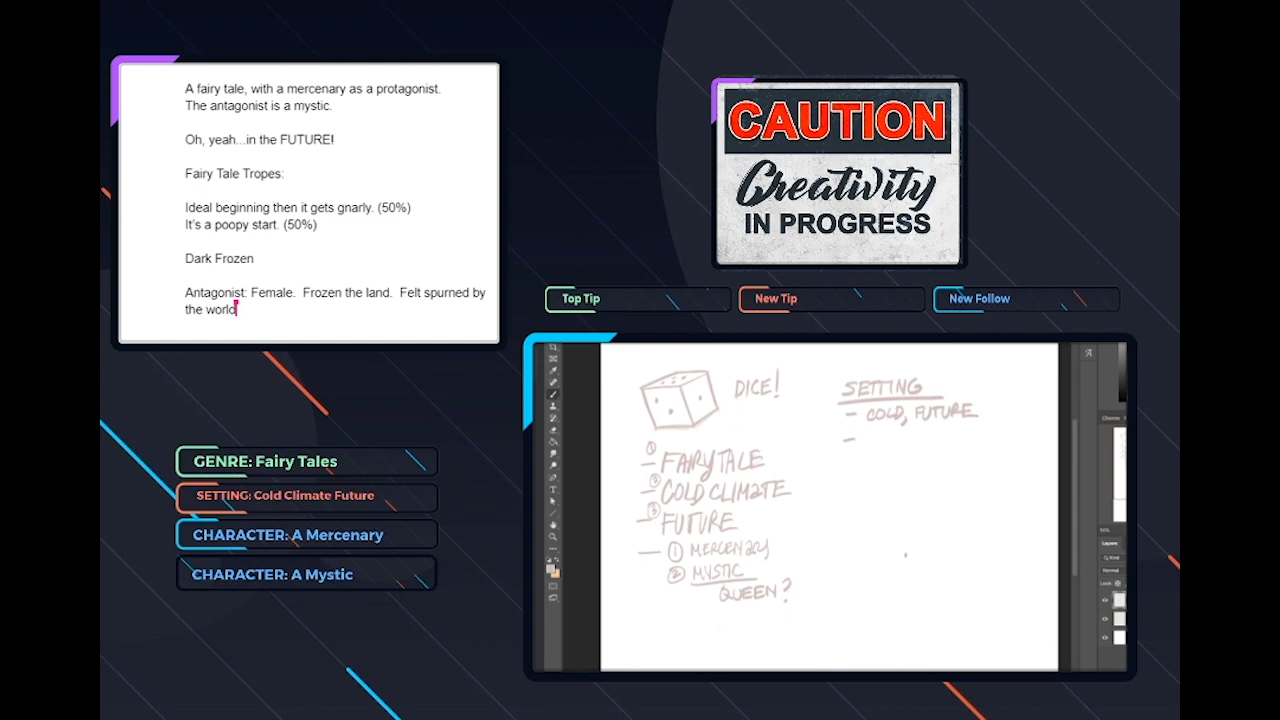 A fairy tale, with a mercenary as a protagonist.
The antagonist is a mystic.
Oh, yeah...in the FUTURE!
Fairy Tale Tropes:
Ideal beginning then it gets gnarly. (50%)
It's a poopy start. (50%)
Dark Frozen
Antagonist: Female. Frozen the land. Felt spurned by
the world
CAUTION
Creativity
IN PROGRESS
Top Tip
New Tip
New Follow
GENRE: Fairy Tales
SETTING: Cold Climate Future
CHARACTER: A Mercenary
CHARACTER: A Mystic
DICE!
① FAIRYTALE
② COLD CLIMATE
③ FUTURE
— ① MERCENARY
② MYSTIC
QUEEN?
SETTING
— COLD, FUTURE
—
Layers